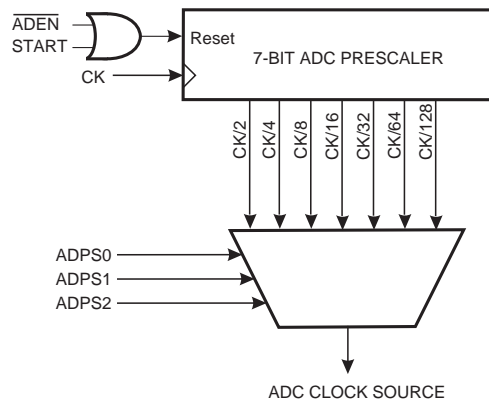 ADEN
START
Reset
7-BIT ADC PRESCALER
CK
CK/2
CK/4
CK/8
CK/16
CK/32
CK/64
CK/128
ADPS0
ADPS1
ADPS2
ADC CLOCK SOURCE